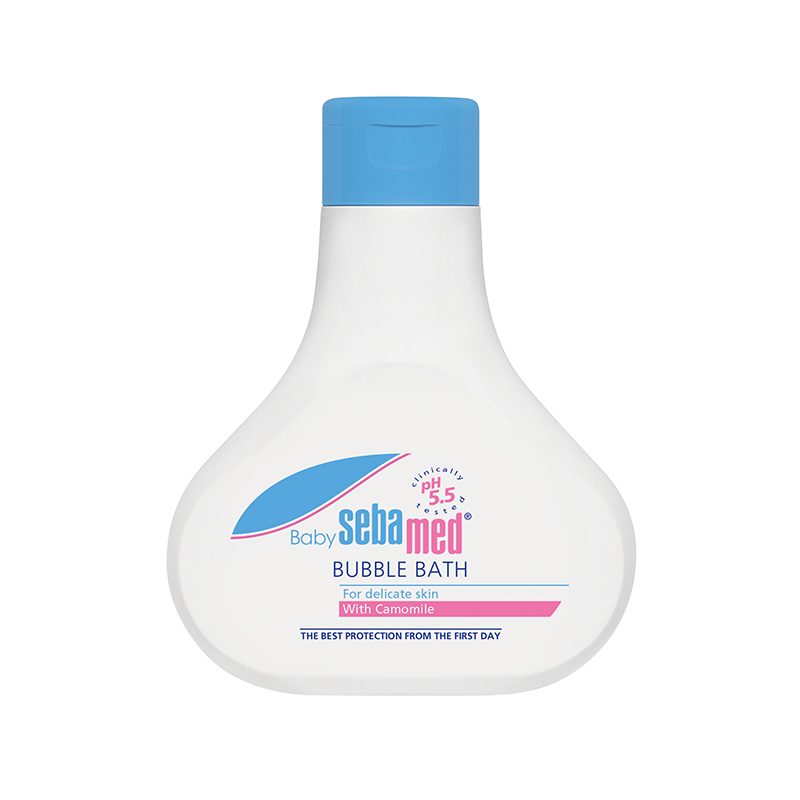 clinically
pH
5.5
tested
Baby sebamed®
BUBBLE BATH
For delicate skin
With Camomile
THE BEST PROTECTION FROM THE FIRST DAY